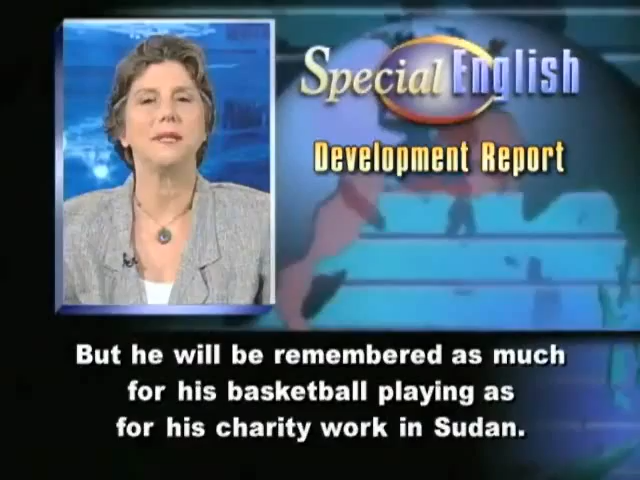 Special English
Development Report
But he will be remembered as much
for his basketball playing as
for his charity work in Sudan.